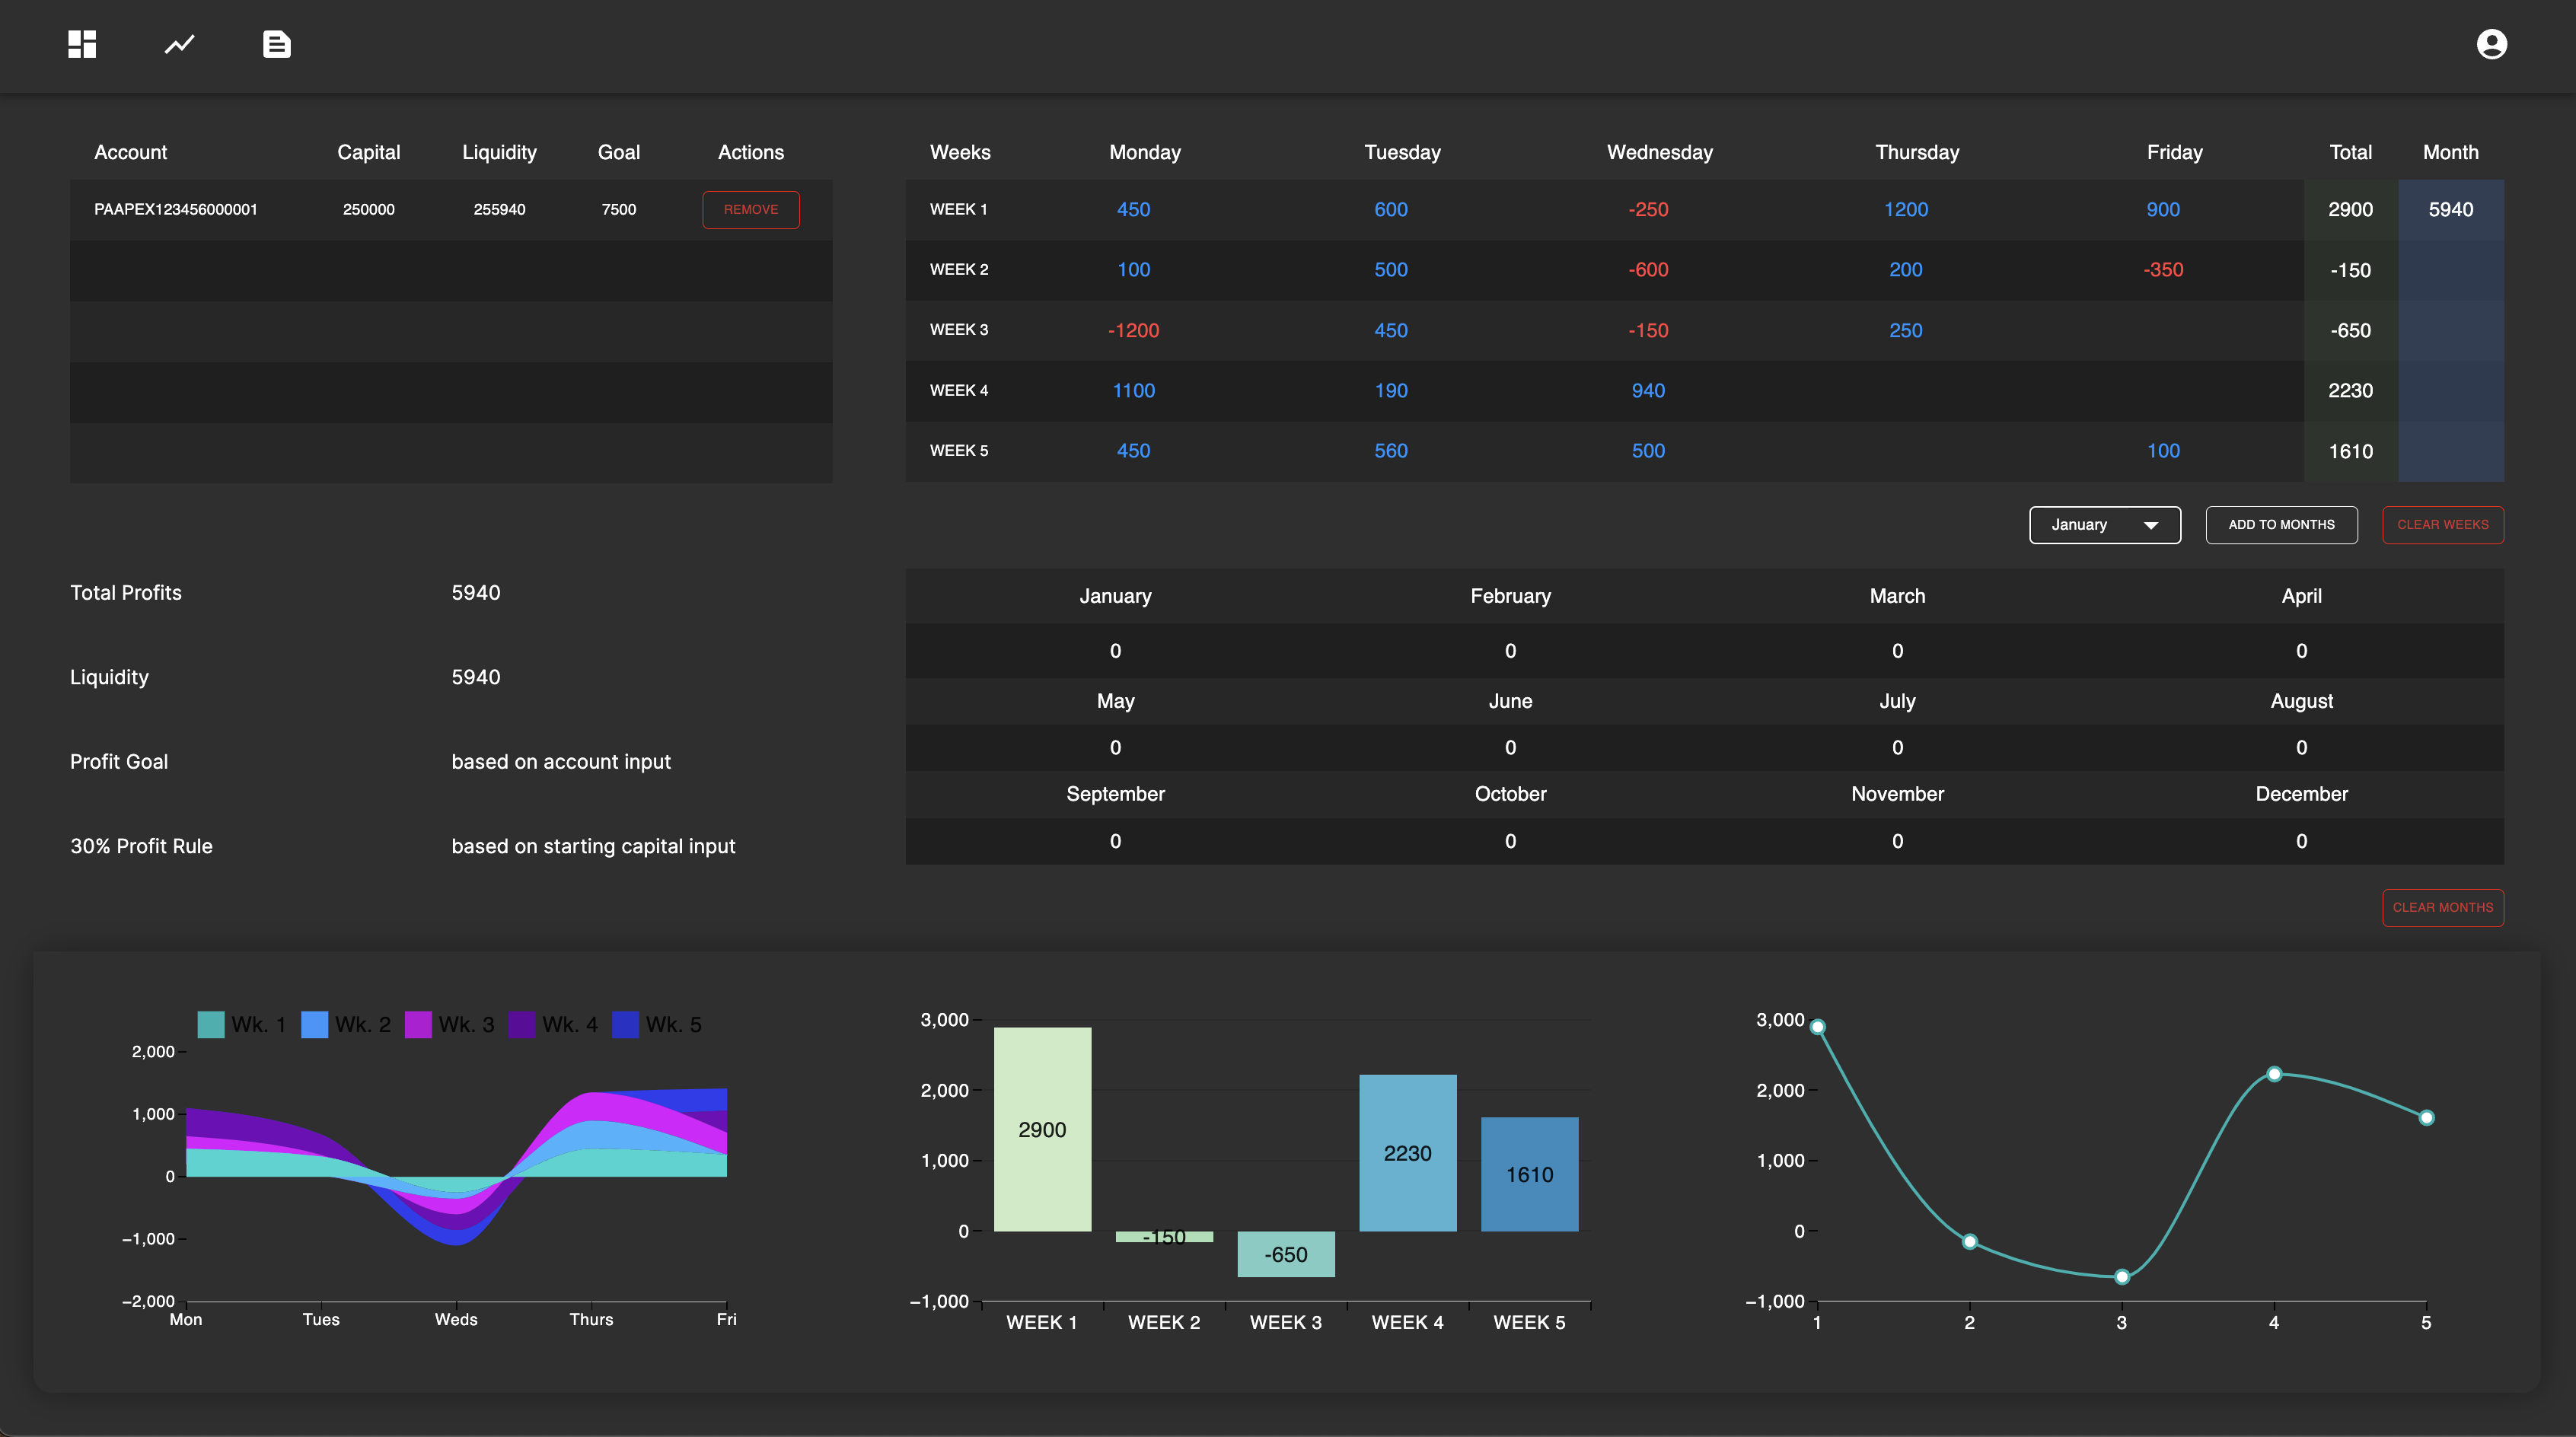 Account Capital Liquidity Goal Actions
PAAPEX123456000001 250000 255940 7500 REMOVE
Weeks Monday Tuesday Wednesday Thursday Friday Total Month
WEEK 1 450 600 -250 1200 900 2900 5940
WEEK 2 100 500 -600 200 -350 -150
WEEK 3 -1200 450 -150 250 -650
WEEK 4 1100 190 940 2230
WEEK 5 450 560 500 100 1610
January ADD TO MONTHS CLEAR WEEKS
Total Profits 5940
Liquidity 5940
Profit Goal based on account input
30% Profit Rule based on starting capital input
January February March April
0 0 0 0
May June July August
0 0 0 0
September October November December
0 0 0 0
CLEAR MONTHS
Wk. 1 Wk. 2 Wk. 3 Wk. 4 Wk. 5
2,000
1,000
0
−1,000
−2,000
Mon Tues Weds Thurs Fri
3,000
2,000
1,000
0
−1,000
2900
-150
-650
2230
1610
WEEK 1 WEEK 2 WEEK 3 WEEK 4 WEEK 5
3,000
2,000
1,000
0
−1,000
1 2 3 4 5